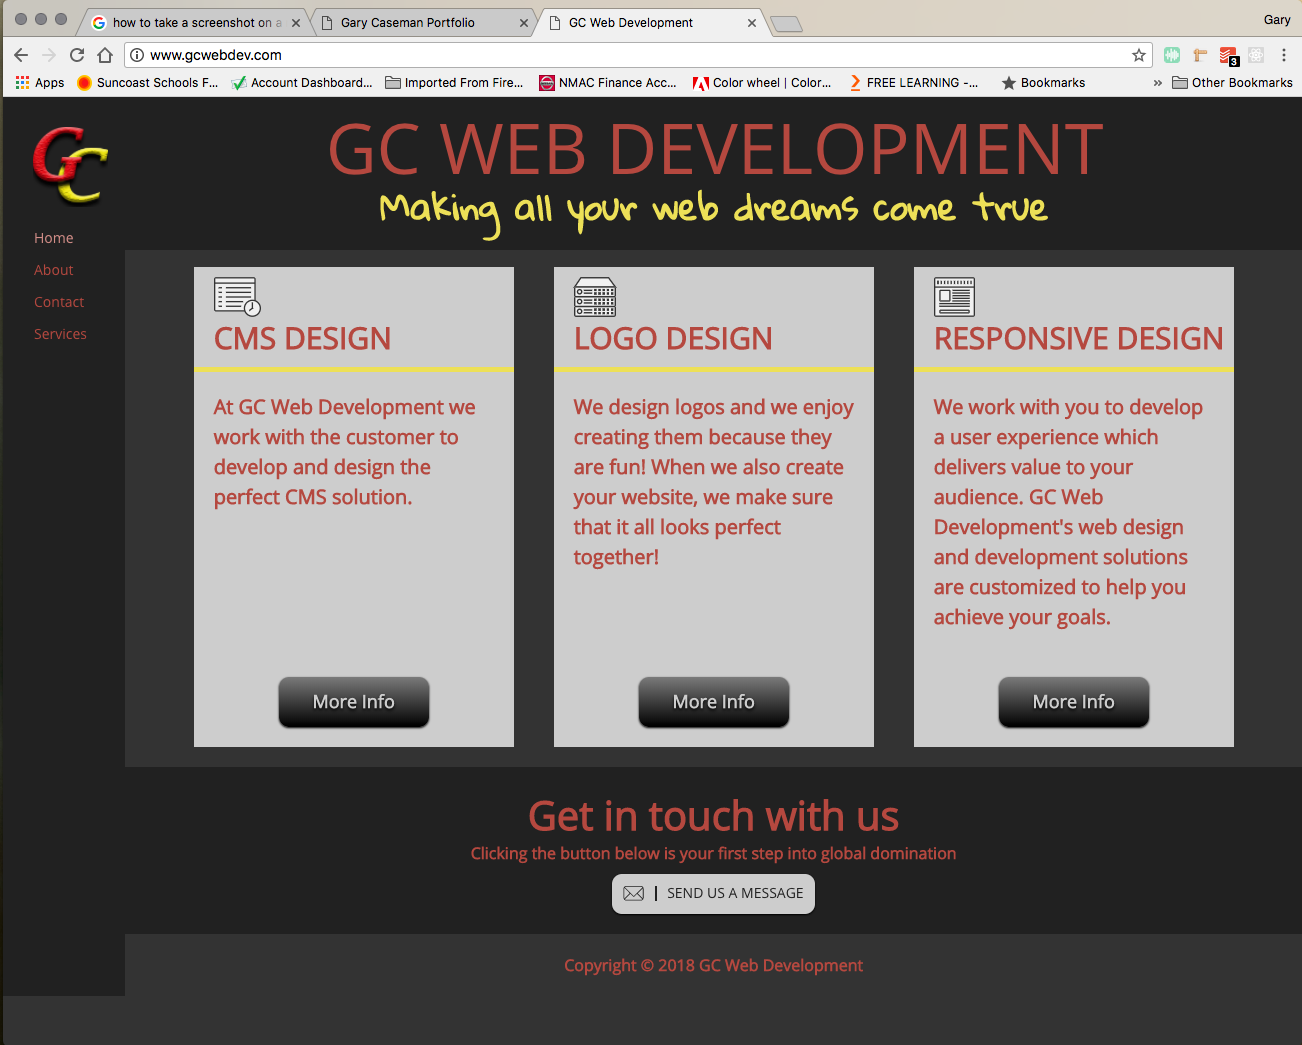 how to take a screenshot on a
Gary Caseman Portfolio
GC Web Development
Gary
www.gcwebdev.com
3
Apps
Suncoast Schools F...
Account Dashboard...
Imported From Fire...
NMAC Finance Acc...
Color wheel | Color...
FREE LEARNING -...
Bookmarks
» Other Bookmarks
GC
GC WEB DEVELOPMENT
Making all your web dreams come true
Home
About
Contact
Services
CMS DESIGN
At GC Web Development we
work with the customer to
develop and design the
perfect CMS solution.
More Info
LOGO DESIGN
We design logos and we enjoy
creating them because they
are fun! When we also create
your website, we make sure
that it all looks perfect
together!
More Info
RESPONSIVE DESIGN
We work with you to develop
a user experience which
delivers value to your
audience. GC Web
Development's web design
and development solutions
are customized to help you
achieve your goals.
More Info
Get in touch with us
Clicking the button below is your first step into global domination
| SEND US A MESSAGE
Copyright © 2018 GC Web Development